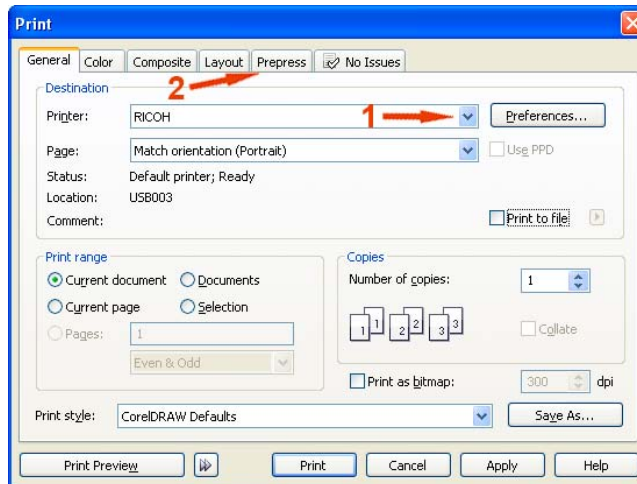 Print
General Color Composite Layout Prepress No Issues
2
Destination
Printer: RICOH 1 Preferences...
Page: Match orientation (Portrait) Use PPD
Status: Default printer; Ready
Location: USB003
Comment: Print to file
Print range
Current document Documents
Current page Selection
Pages: 1
Even & Odd
Copies
Number of copies: 1
1 1 2 2 3 3
Collate
Print as bitmap: 300 dpi
Print style: CorelDRAW Defaults Save As...
Print Preview Print Cancel Apply Help